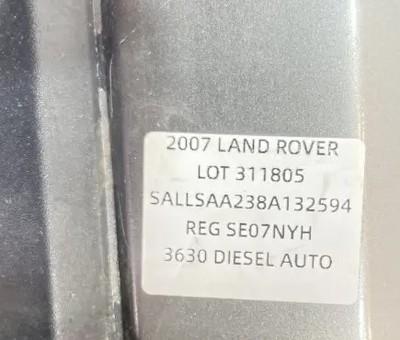 2007 LAND ROVER
LOT 311805
SALLSAA238A132594
REG SE07NYH
3630 DIESEL AUTO